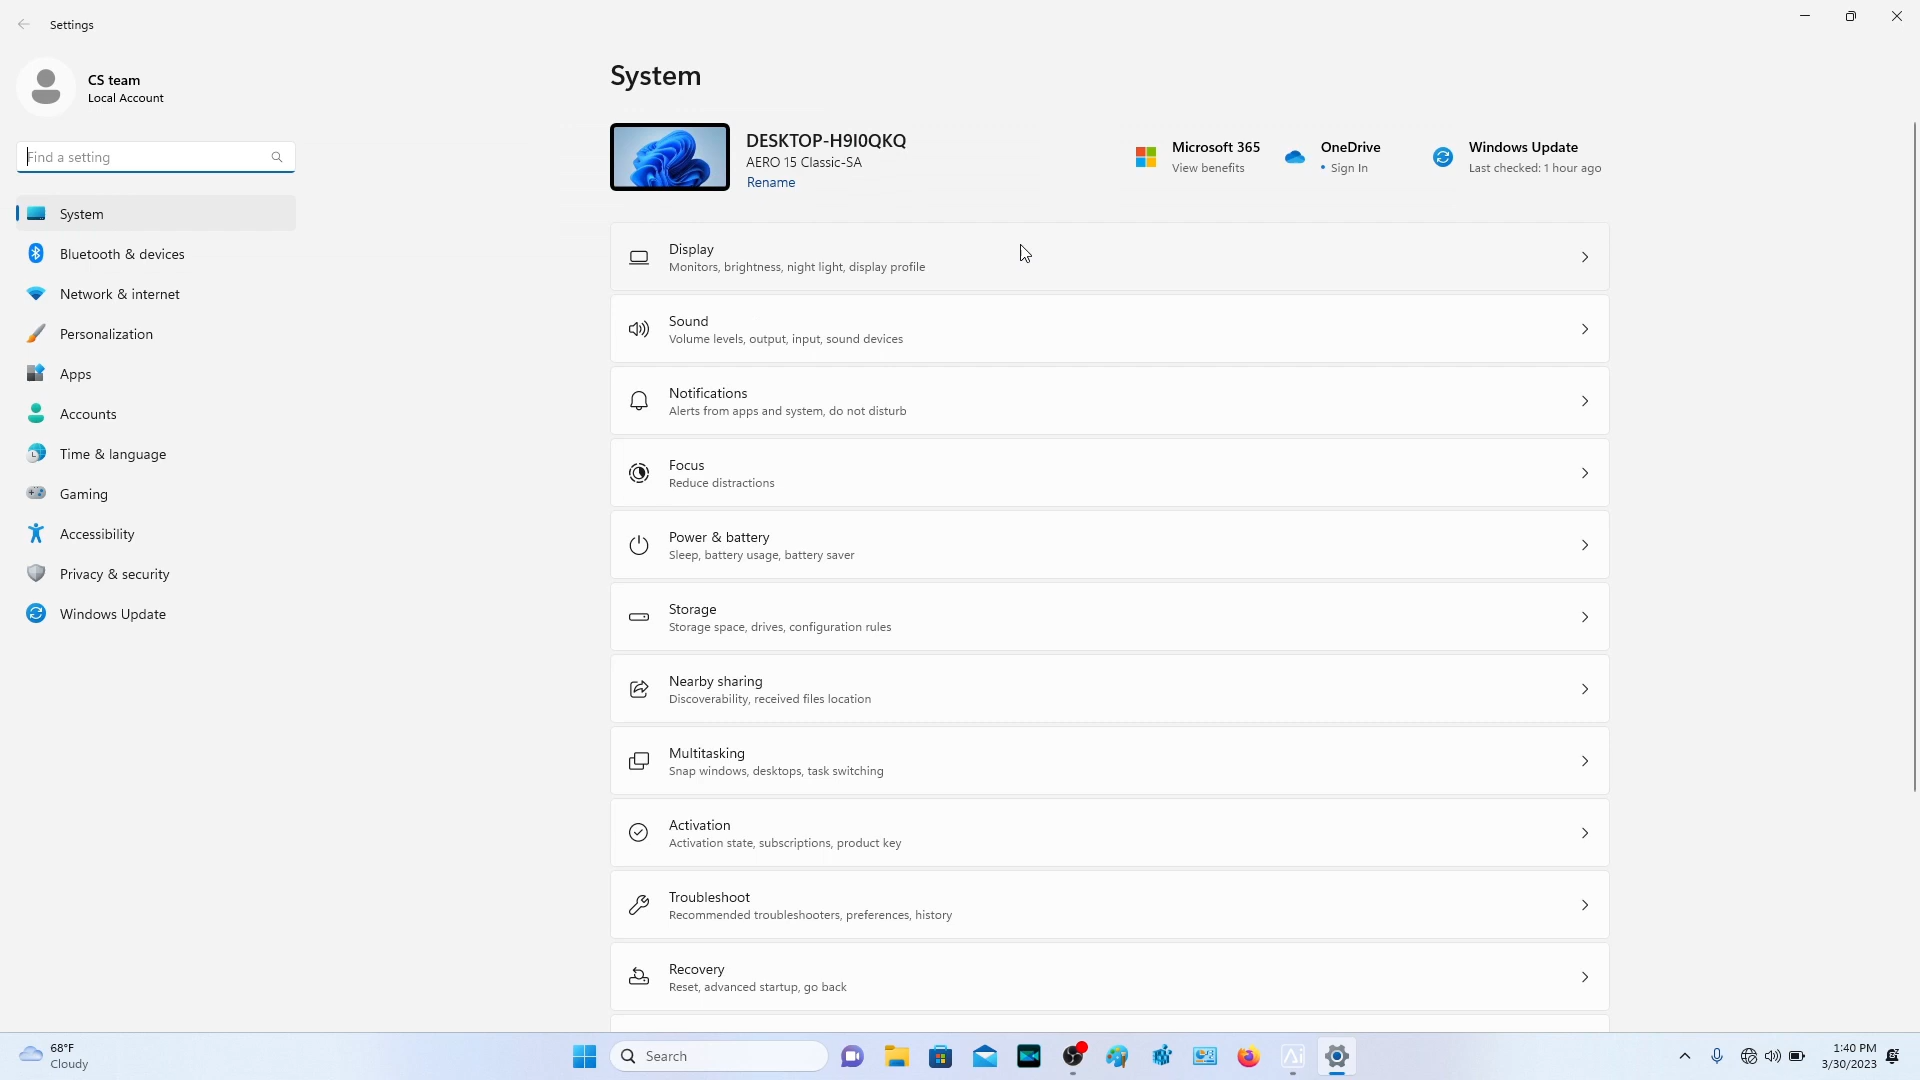 Settings
CS team
Local Account
Find a setting
System
Bluetooth & devices
Network & internet
Personalization
Apps
Accounts
Time & language
Gaming
Accessibility
Privacy & security
Windows Update
System
DESKTOP-H9I0QKQ
AERO 15 Classic-SA
Rename
Microsoft 365
View benefits
OneDrive
• Sign In
Windows Update
Last checked: 1 hour ago
Display
Monitors, brightness, night light, display profile
Sound
Volume levels, output, input, sound devices
Notifications
Alerts from apps and system, do not disturb
Focus
Reduce distractions
Power & battery
Sleep, battery usage, battery saver
Storage
Storage space, drives, configuration rules
Nearby sharing
Discoverability, received files location
Multitasking
Snap windows, desktops, task switching
Activation
Activation state, subscriptions, product key
Troubleshoot
Recommended troubleshooters, preferences, history
Recovery
Reset, advanced startup, go back
68°F
Cloudy
Search
Ai
1:40 PM
3/30/2023